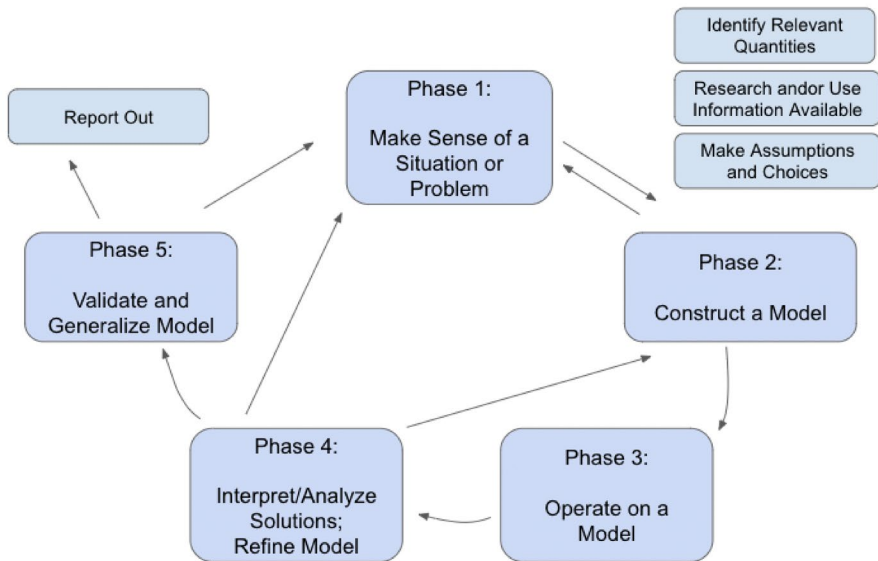 Identify Relevant
Quantities
Research andor Use
Information Available
Make Assumptions
and Choices
Phase 1:
Make Sense of a
Situation or
Problem
Report Out
Phase 5:
Validate and
Generalize Model
Phase 2:
Construct a Model
Phase 4:
Interpret/Analyze
Solutions;
Refine Model
Phase 3:
Operate on a
Model